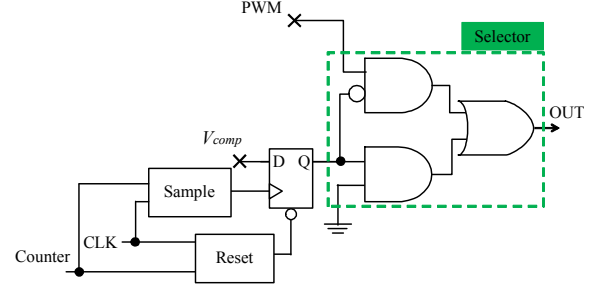 PWM
Selector
OUT
Vcomp
D Q
Sample
CLK
Counter
Reset